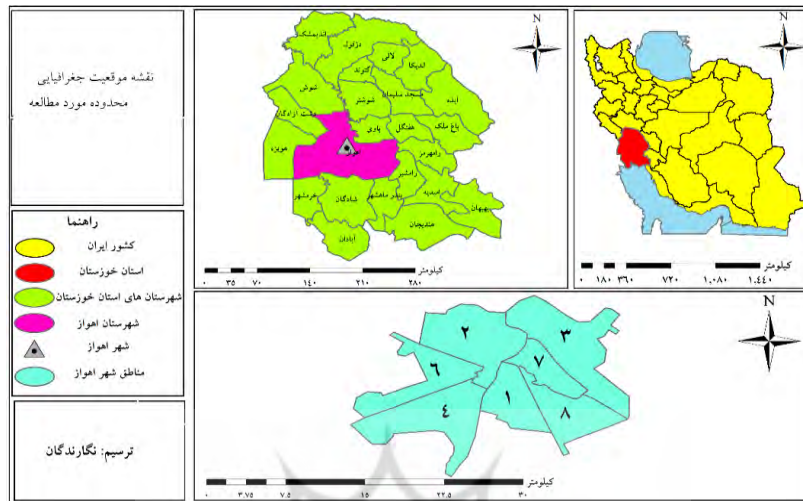 نقشه موقعیت جغرافیایی
محدوده مورد مطالعه
راهنما
کشور ایران
استان خوزستان
شهرستان های استان خوزستان
شهرستان اهواز
شهر اهواز
مناطق شهر اهواز
ترسیم: نگارندگان
N
اندیمشک
دزفول
لالی
اندیکا
گتوند
شوش
شوشتر
مسجد سلیمان
ایذه
دشت آزادگان
باوی
هفتگل
باغ ملک
هویزه
اهواز
رامهرمز
رامشیر
خرمشهر
شادگان
بندر ماهشهر
امیدیه
بهبهان
هندیجان
آبادان
کیلومتر
۰ ۳۵ ۷۰ ۱۴۰ ۲۱۰ ۲۸۰
N
کیلومتر
۰ ۱۸۰ ۳۶۰ ۷۲۰ ۱,۰۸۰ ۱,۴۴۰
N
۲
۳
۷
۶
۱
۴
۸
کیلومتر
۰ ۳.۷۵ ۷.۵ ۱۵ ۲۲.۵ ۳۰